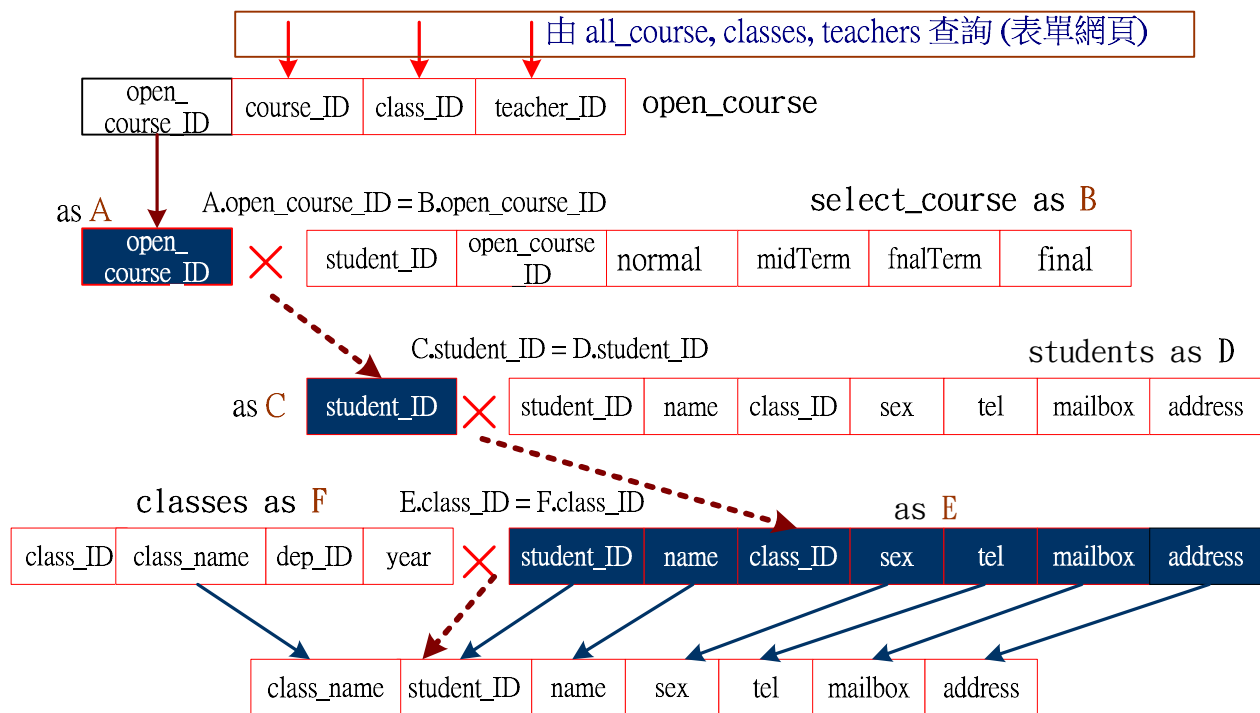 由 all_course, classes, teachers 查詢 (表單網頁)
open_
course_ID
course_ID
class_ID
teacher_ID
open_course
as A
A.open_course_ID = B.open_course_ID
select_course as B
open_
course_ID
student_ID
open_course
_ID
normal
midTerm
fnalTerm
final
C.student_ID = D.student_ID
students as D
as C
student_ID
student_ID
name
class_ID
sex
tel
mailbox
address
classes as F
E.class_ID = F.class_ID
as E
class_ID
class_name
dep_ID
year
student_ID
name
class_ID
sex
tel
mailbox
address
class_name
student_ID
name
sex
tel
mailbox
address